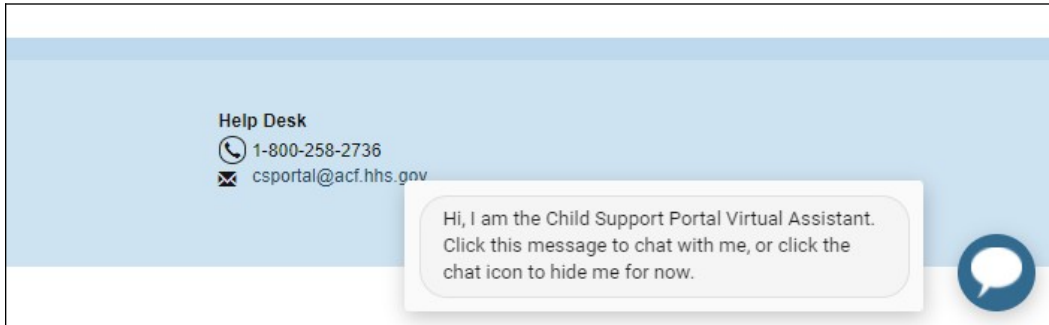 Help Desk
1-800-258-2736
csportal@acf.hhs.gov
Hi, I am the Child Support Portal Virtual Assistant.
Click this message to chat with me, or click the
chat icon to hide me for now.